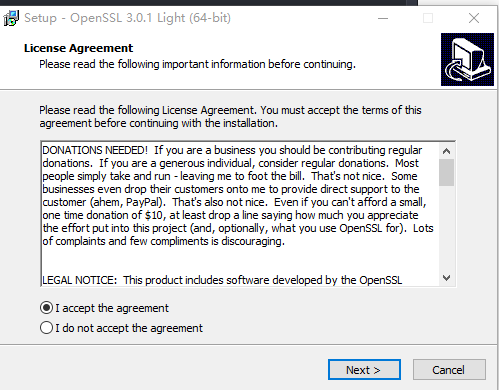 Setup - OpenSSL 3.0.1 Light (64-bit)
License Agreement
Please read the following important information before continuing.
Please read the following License Agreement. You must accept the terms of this
agreement before continuing with the installation.
DONATIONS NEEDED!  If you are a business you should be contributing regular
donations.  If you are a generous individual, consider regular donations.  Most
people simply take and run - leaving me to foot the bill.  That's not nice.  Some
businesses even drop their customers onto me to provide direct support to the
customer (ahem, PayPal).  That's also not nice.  Even if you can't afford a small,
one time donation of $10, at least drop a line saying how much you appreciate
the effort put into this project (and, optionally, what you use OpenSSL for).  Lots
of complaints and few compliments is discouraging.
LEGAL NOTICE:  This product includes software developed by the OpenSSL
I accept the agreement
I do not accept the agreement
Next >
Cancel